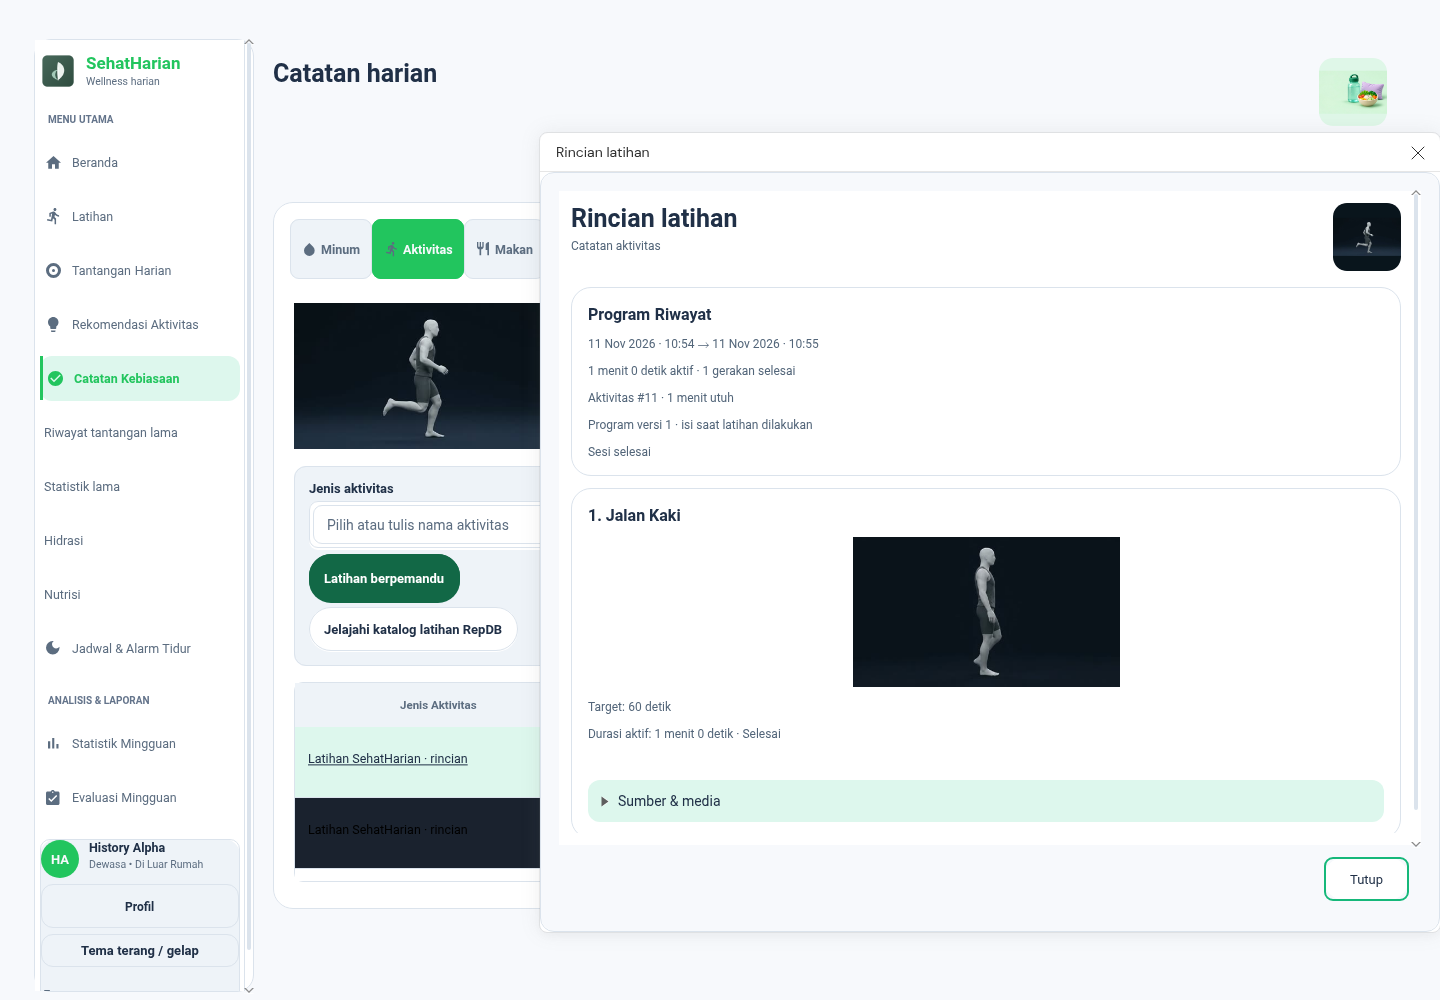 SehatHarian
Wellness harian
MENU UTAMA
Beranda
Latihan
Tantangan Harian
Rekomendasi Aktivitas
Catatan Kebiasaan
Riwayat tantangan lama
Statistik lama
Hidrasi
Nutrisi
Jadwal & Alarm Tidur
ANALISIS & LAPORAN
Statistik Mingguan
Evaluasi Mingguan
HA
History Alpha
Dewasa • Di Luar Rumah
Profil
Tema terang / gelap
Catatan harian
Minum
Aktivitas
Makan
Jenis aktivitas
Pilih atau tulis nama aktivitas
Latihan berpemandu
Jelajahi katalog latihan RepDB
Jenis Aktivitas
Latihan SehatHarian · rincian
Latihan SehatHarian · rincian
Rincian latihan
Rincian latihan
Catatan aktivitas
Program Riwayat
11 Nov 2026 · 10:54 → 11 Nov 2026 · 10:55
1 menit 0 detik aktif · 1 gerakan selesai
Aktivitas #11 · 1 menit utuh
Program versi 1 · isi saat latihan dilakukan
Sesi selesai
1. Jalan Kaki
Target: 60 detik
Durasi aktif: 1 menit 0 detik · Selesai
Sumber & media
Tutup